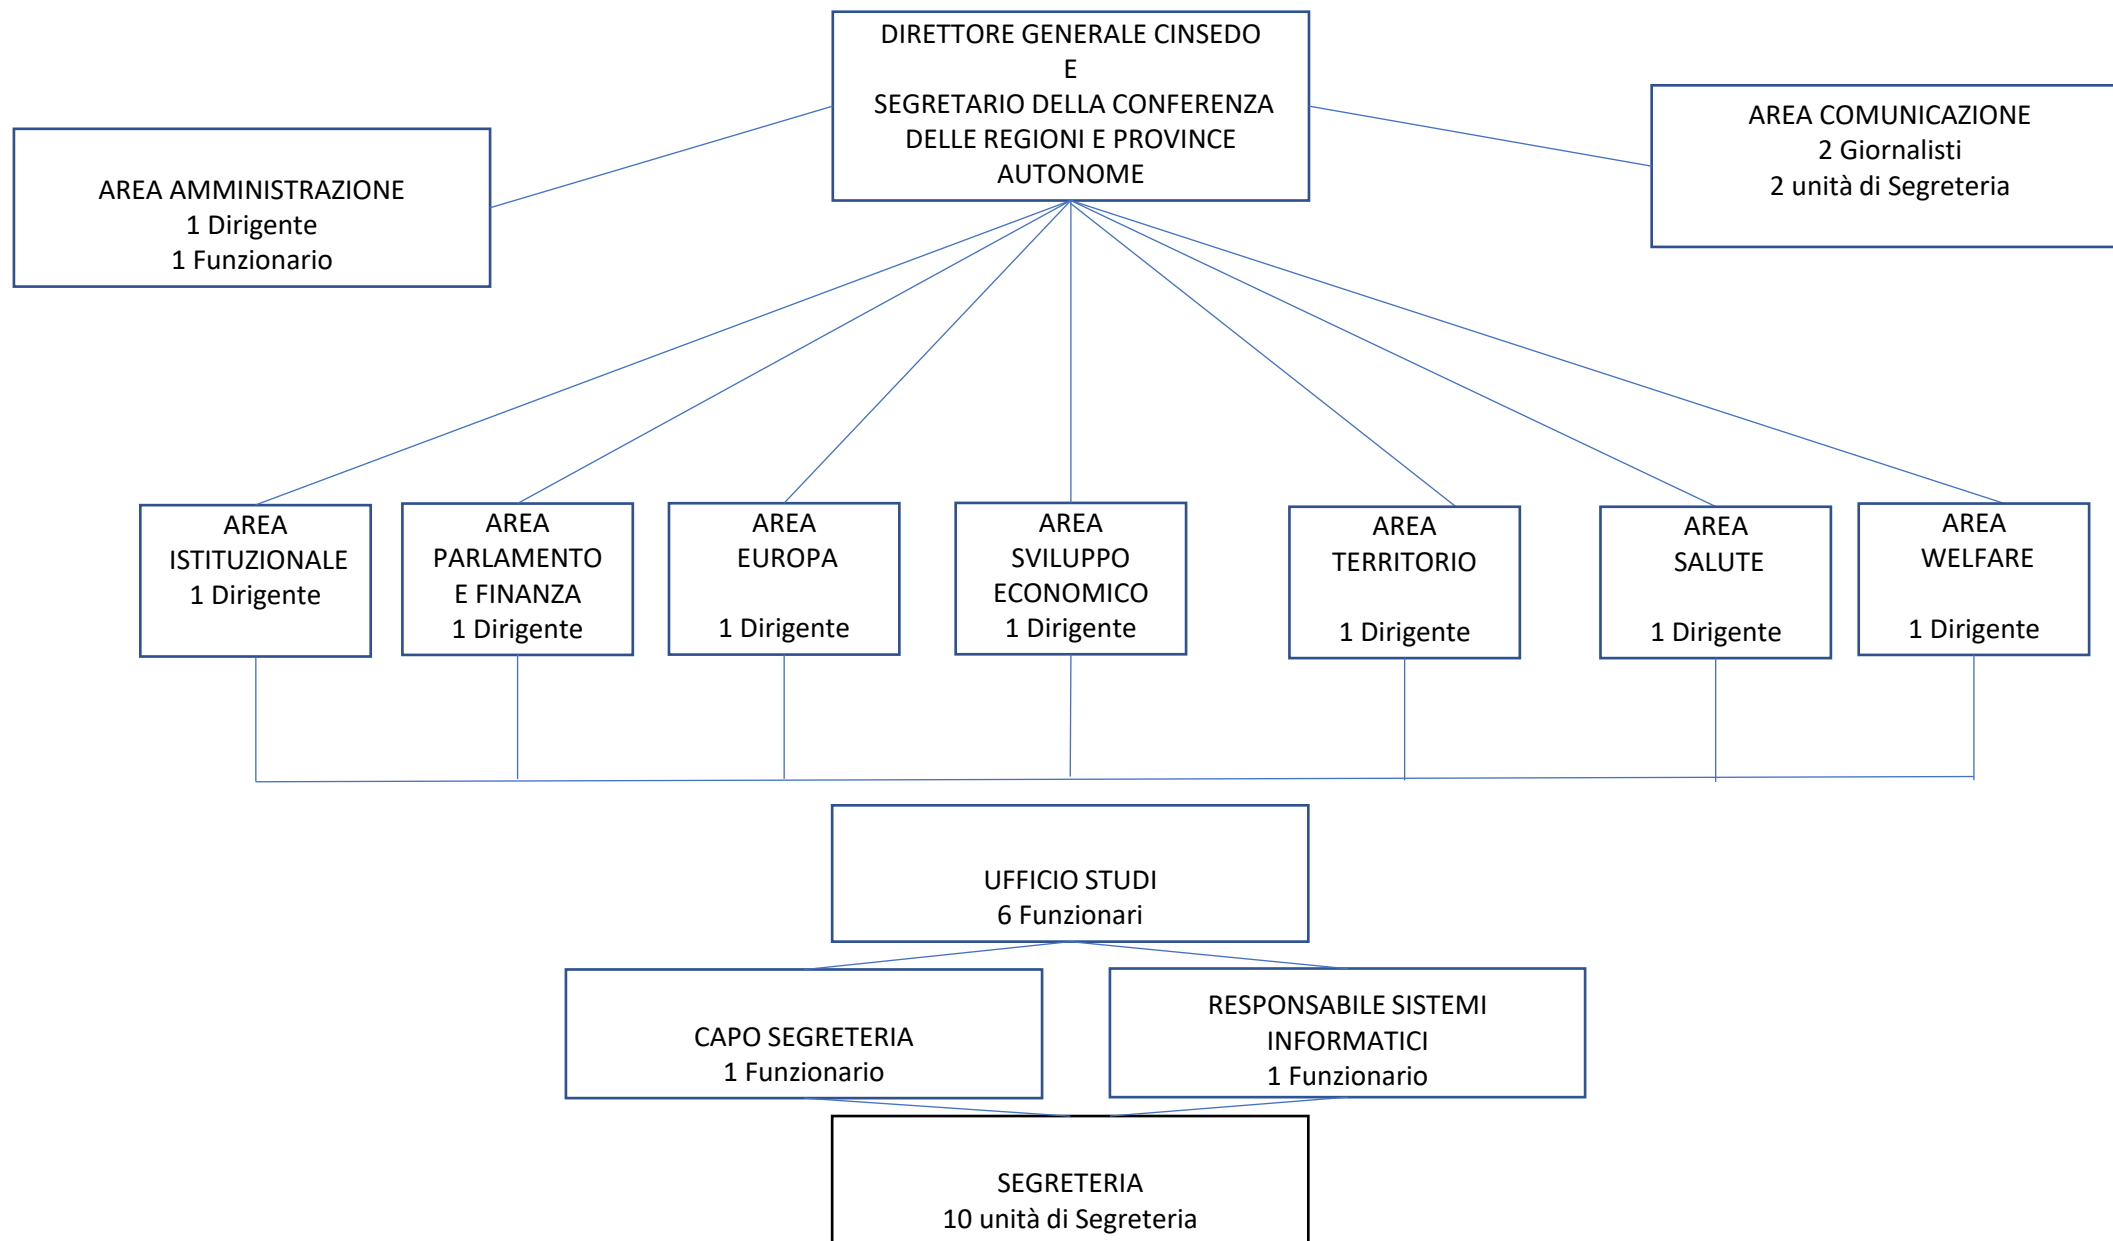 DIRETTORE GENERALE CINSEDO
E
SEGRETARIO DELLA CONFERENZA
DELLE REGIONI E PROVINCE
AUTONOME
AREA AMMINISTRAZIONE
1 Dirigente
1 Funzionario
AREA COMUNICAZIONE
2 Giornalisti
2 unità di Segreteria
AREA
ISTITUZIONALE
1 Dirigente
AREA
PARLAMENTO
E FINANZA
1 Dirigente
AREA
EUROPA
1 Dirigente
AREA
SVILUPPO
ECONOMICO
1 Dirigente
AREA
TERRITORIO
1 Dirigente
AREA
SALUTE
1 Dirigente
AREA
WELFARE
1 Dirigente
UFFICIO STUDI
6 Funzionari
CAPO SEGRETERIA
1 Funzionario
RESPONSABILE SISTEMI
INFORMATICI
1 Funzionario
SEGRETERIA
10 unità di Segreteria